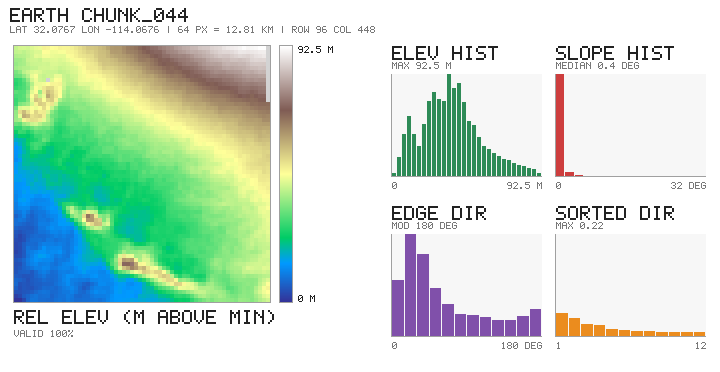 EARTH CHUNK_044
LAT 32.0767 LON -114.0676 | 64 PX = 12.81 KM | ROW 96 COL 448
92.5 M
0 M
REL ELEV (M ABOVE MIN)
VALID 100%
ELEV HIST
MAX 92.5 M
0 92.5 M
SLOPE HIST
MEDIAN 0.4 DEG
0 32 DEG
EDGE DIR
MOD 180 DEG
0 180 DEG
SORTED DIR
MAX 0.22
1 12